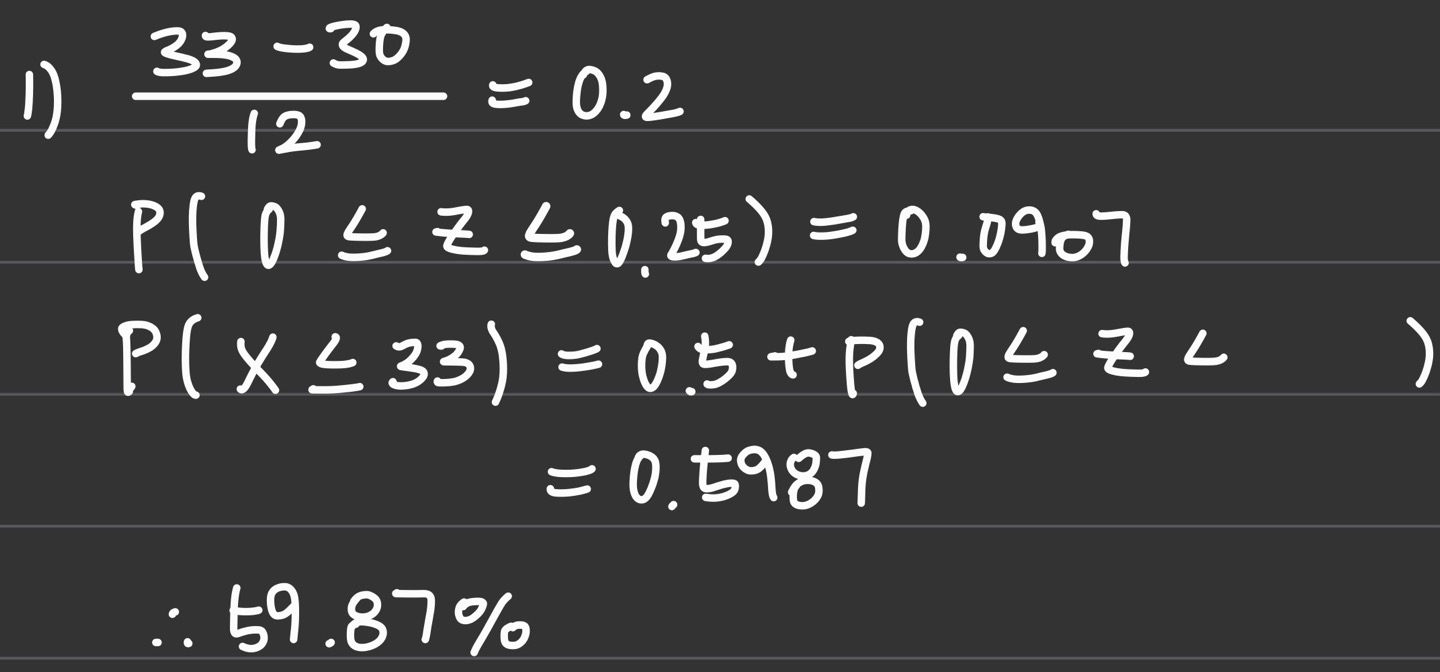 1) 33 - 30 / 12 = 0.2
P( 0 ≤ z ≤ 0.25) = 0.0907
P( X ≤ 33) = 0.5 + P(0 ≤ z < )
= 0.5987
∴ 59.87%